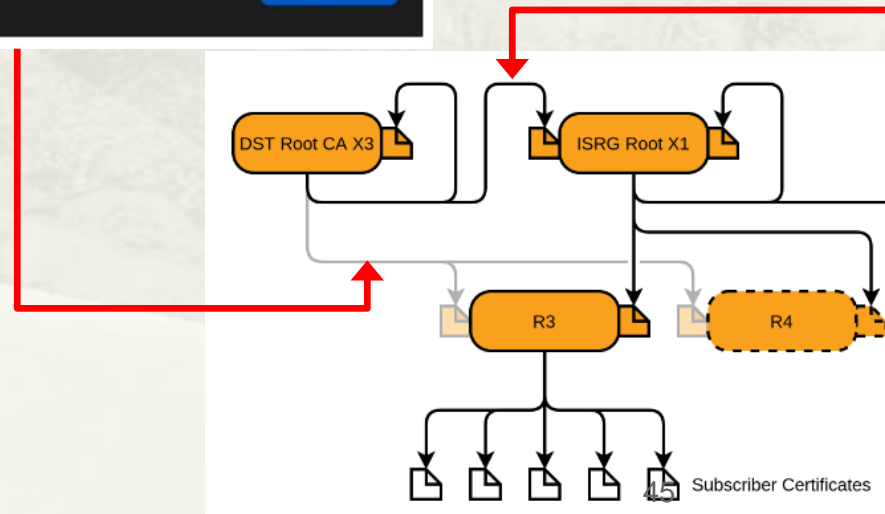 DST Root CA X3
ISRG Root X1
R3
R4
45
Subscriber Certificates